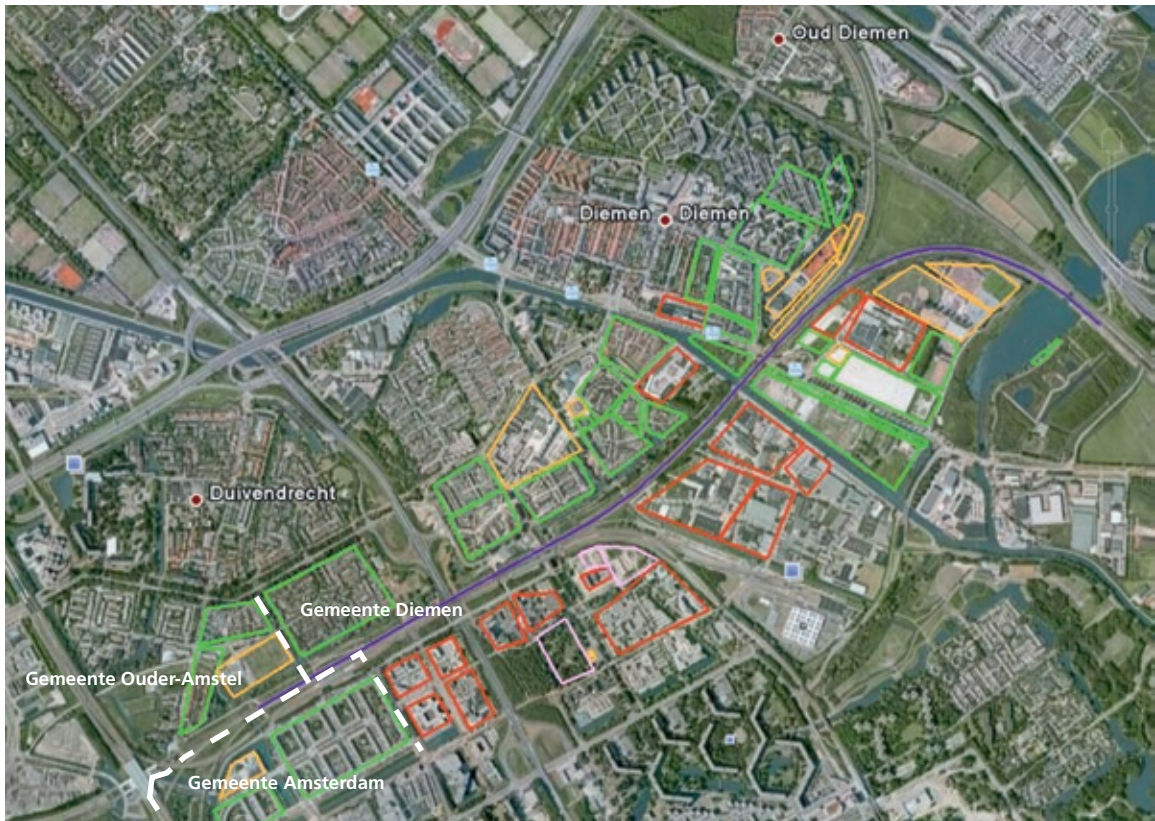 Oud Diemen
Diemen Diemen
Duivendrecht
Gemeente Diemen
Gemeente Ouder-Amstel
Gemeente Amsterdam